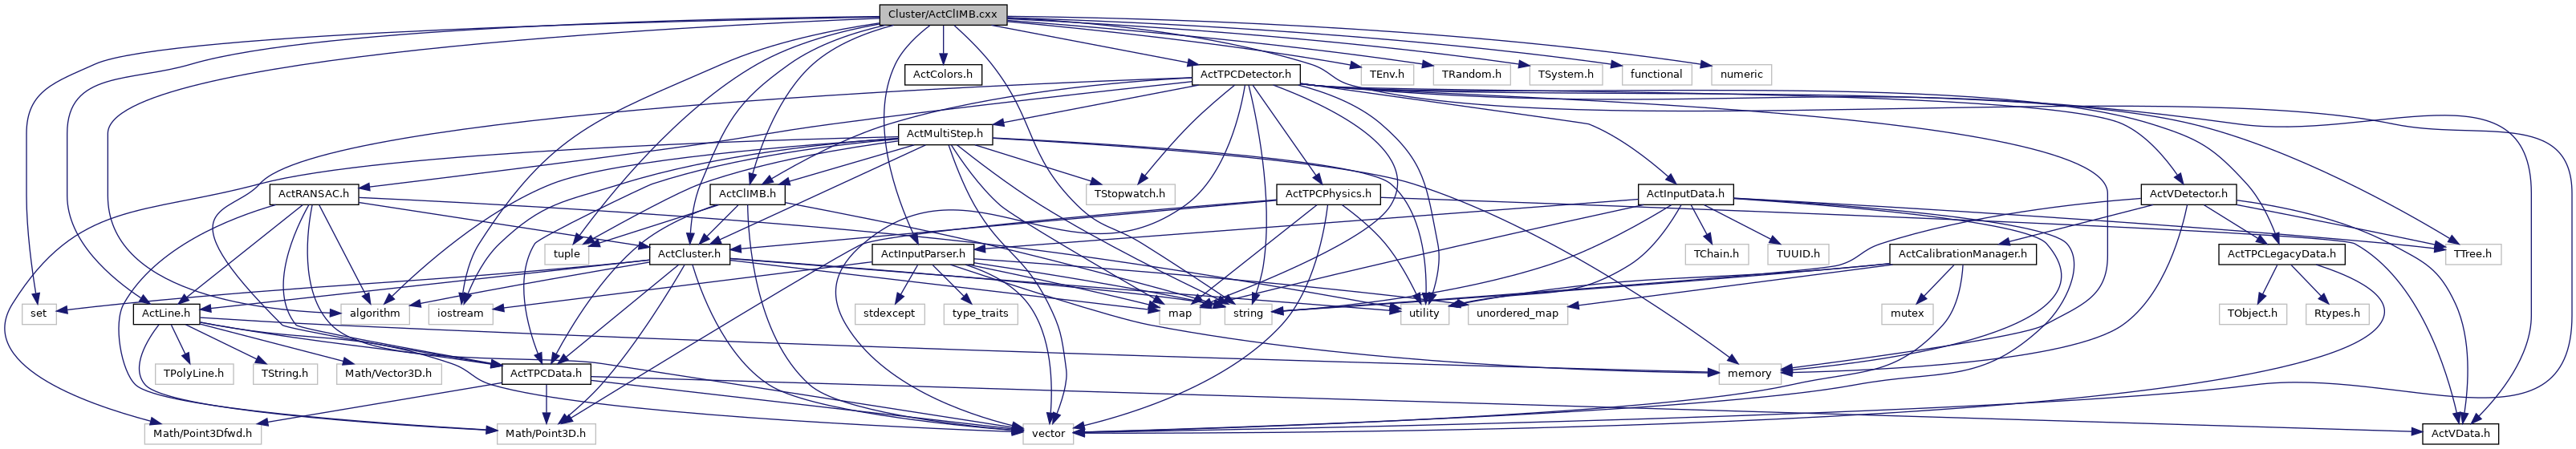 Cluster/ActClIMB.cxx
ActColors.h
ActTPCDetector.h
TEnv.h
TRandom.h
TSystem.h
functional
numeric
ActMultiStep.h
ActRANSAC.h
ActClIMB.h
TStopwatch.h
ActTPCPhysics.h
ActInputData.h
ActVDetector.h
tuple
ActCluster.h
ActInputParser.h
TChain.h
TUUID.h
ActCalibrationManager.h
ActTPCLegacyData.h
TTree.h
set
ActLine.h
algorithm
iostream
stdexcept
type_traits
map
string
utility
unordered_map
mutex
TObject.h
Rtypes.h
TPolyLine.h
TString.h
Math/Vector3D.h
ActTPCData.h
memory
Math/Point3Dfwd.h
Math/Point3D.h
vector
ActVData.h